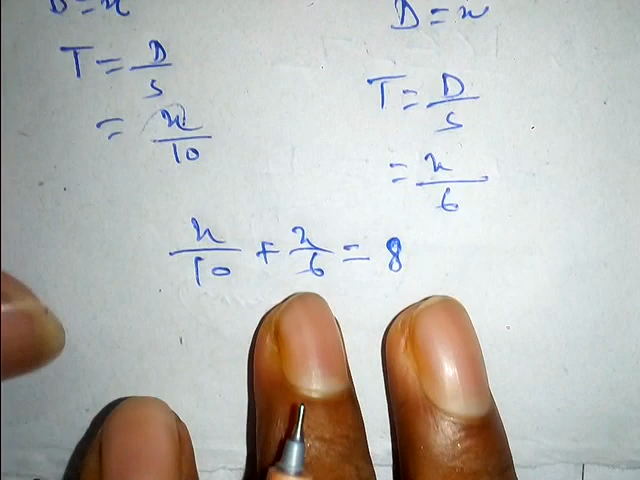 D = x
T = D/S
= x/10
D = x
T = D/S
= x/6
x/10 + x/6 = 8